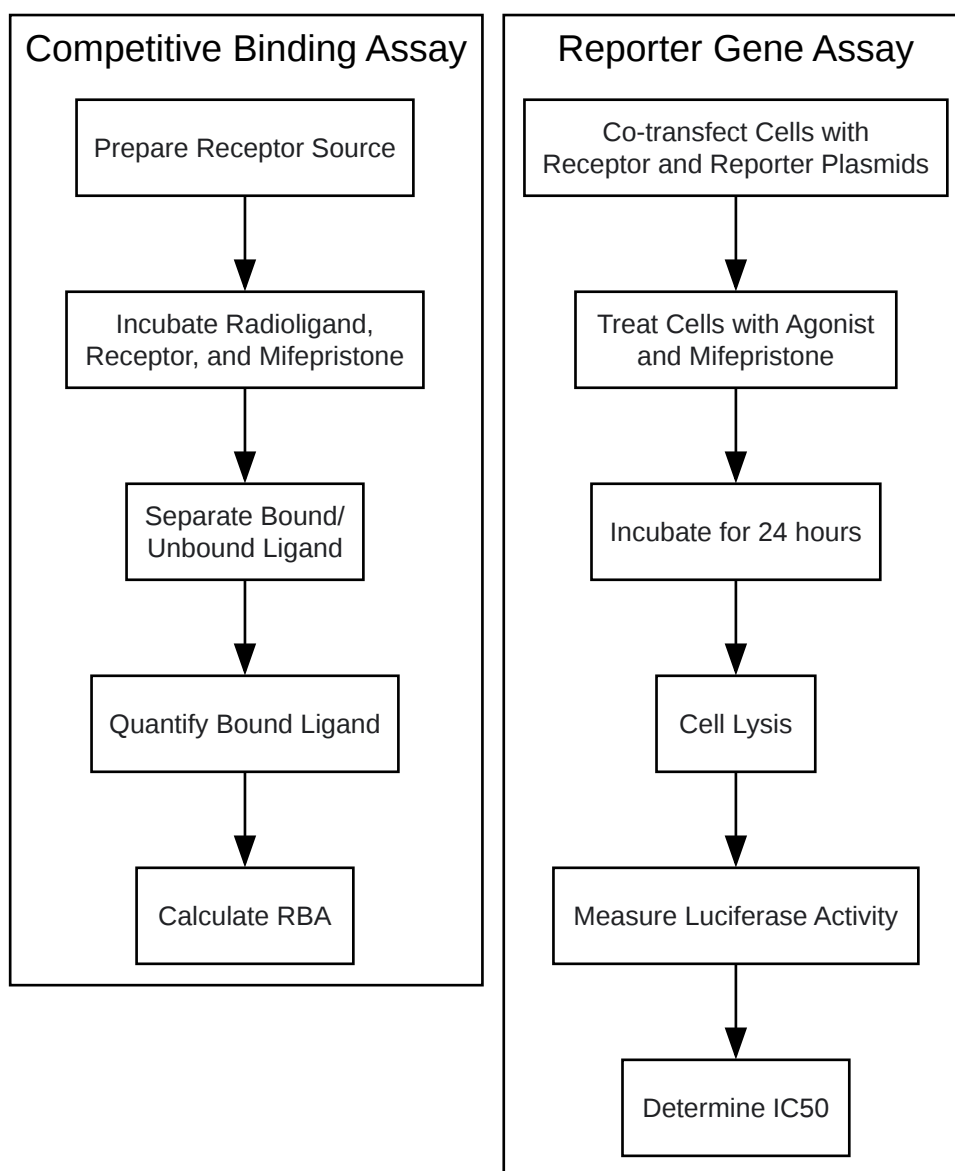 Competitive Binding Assay
Prepare Receptor Source
Incubate Radioligand,
Receptor, and Mifepristone
Separate Bound/
Unbound Ligand
Quantify Bound Ligand
Calculate RBA
Reporter Gene Assay
Co-transfect Cells with
Receptor and Reporter Plasmids
Treat Cells with Agonist
and Mifepristone
Incubate for 24 hours
Cell Lysis
Measure Luciferase Activity
Determine IC50